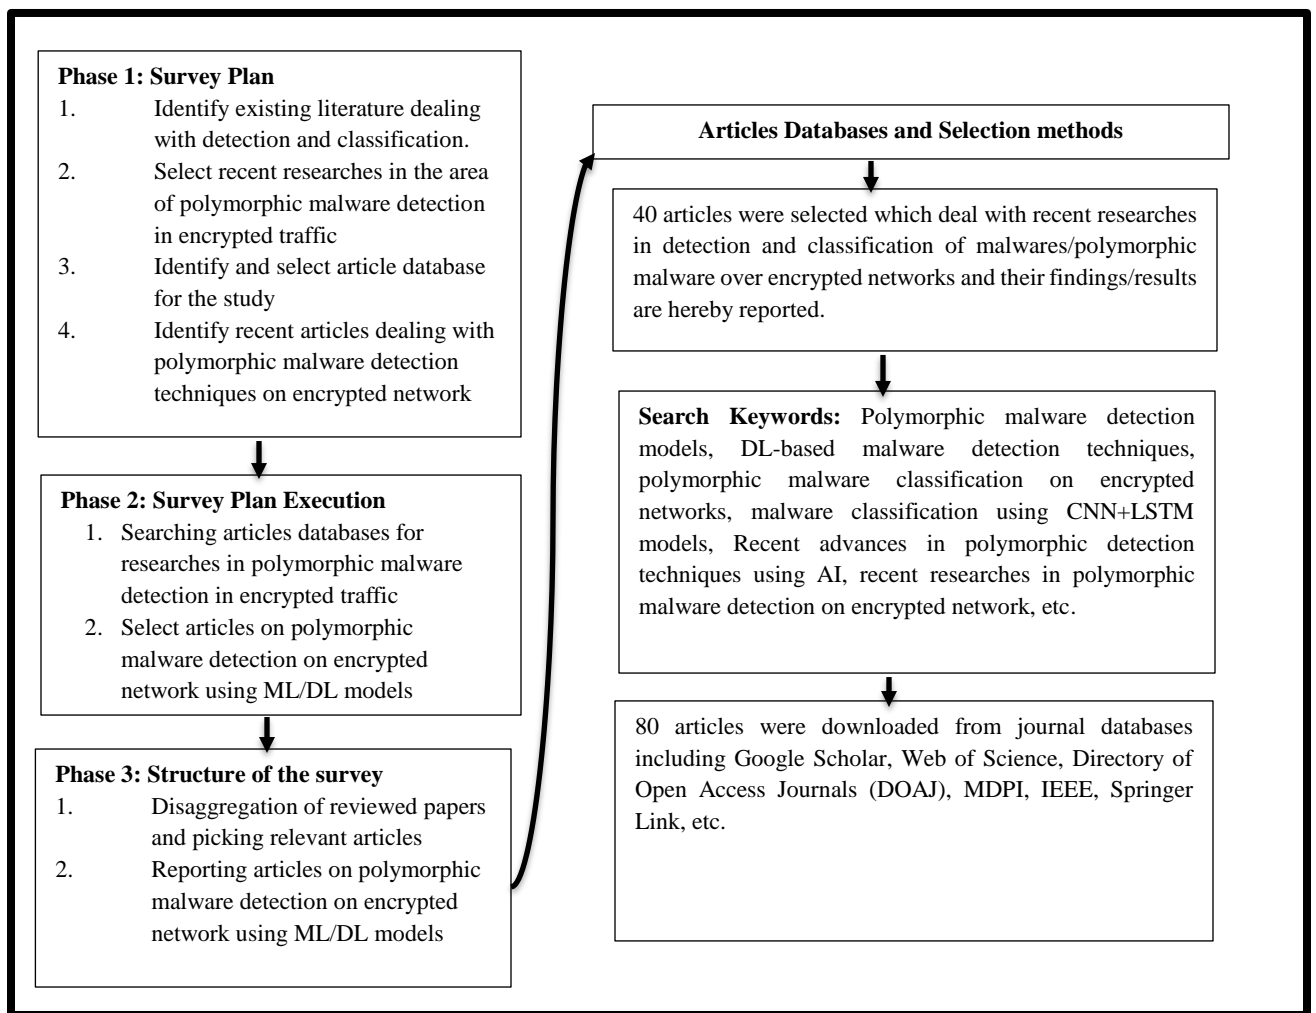 Phase 1: Survey Plan
1. Identify existing literature dealing
with detection and classification.
2. Select recent researches in the area
of polymorphic malware detection
in encrypted traffic
3. Identify and select article database
for the study
4. Identify recent articles dealing with
polymorphic malware detection
techniques on encrypted network
Phase 2: Survey Plan Execution
1. Searching articles databases for
researches in polymorphic malware
detection in encrypted traffic
2. Select articles on polymorphic
malware detection on encrypted
network using ML/DL models
Phase 3: Structure of the survey
1. Disaggregation of reviewed papers
and picking relevant articles
2. Reporting articles on polymorphic
malware detection on encrypted
network using ML/DL models
Articles Databases and Selection methods
40 articles were selected which deal with recent researches
in detection and classification of malwares/polymorphic
malware over encrypted networks and their findings/results
are hereby reported.
Search Keywords: Polymorphic malware detection
models, DL-based malware detection techniques,
polymorphic malware classification on encrypted
networks, malware classification using CNN+LSTM
models, Recent advances in polymorphic detection
techniques using AI, recent researches in polymorphic
malware detection on encrypted network, etc.
80 articles were downloaded from journal databases
including Google Scholar, Web of Science, Directory of
Open Access Journals (DOAJ), MDPI, IEEE, Springer
Link, etc.